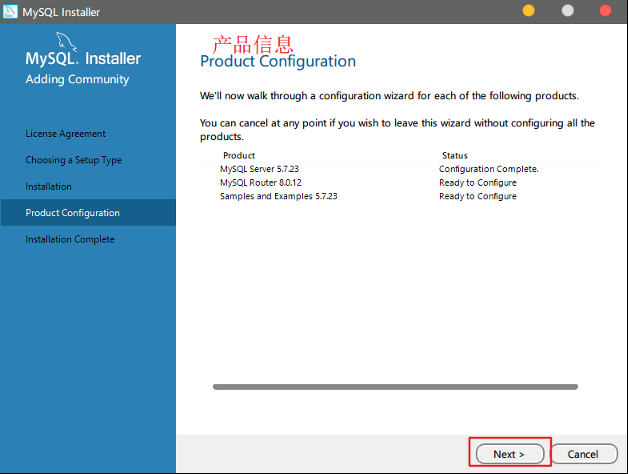 MySQL Installer
MySQL. Installer
Adding Community
License Agreement
Choosing a Setup Type
Installation
Product Configuration
Installation Complete
产品信息
Product Configuration
We'll now walk through a configuration wizard for each of the following products.
You can cancel at any point if you wish to leave this wizard without configuring all the
products.
Product Status
MySQL Server 5.7.23 Configuration Complete.
MySQL Router 8.0.12 Ready to Configure
Samples and Examples 5.7.23 Ready to Configure
Next > Cancel